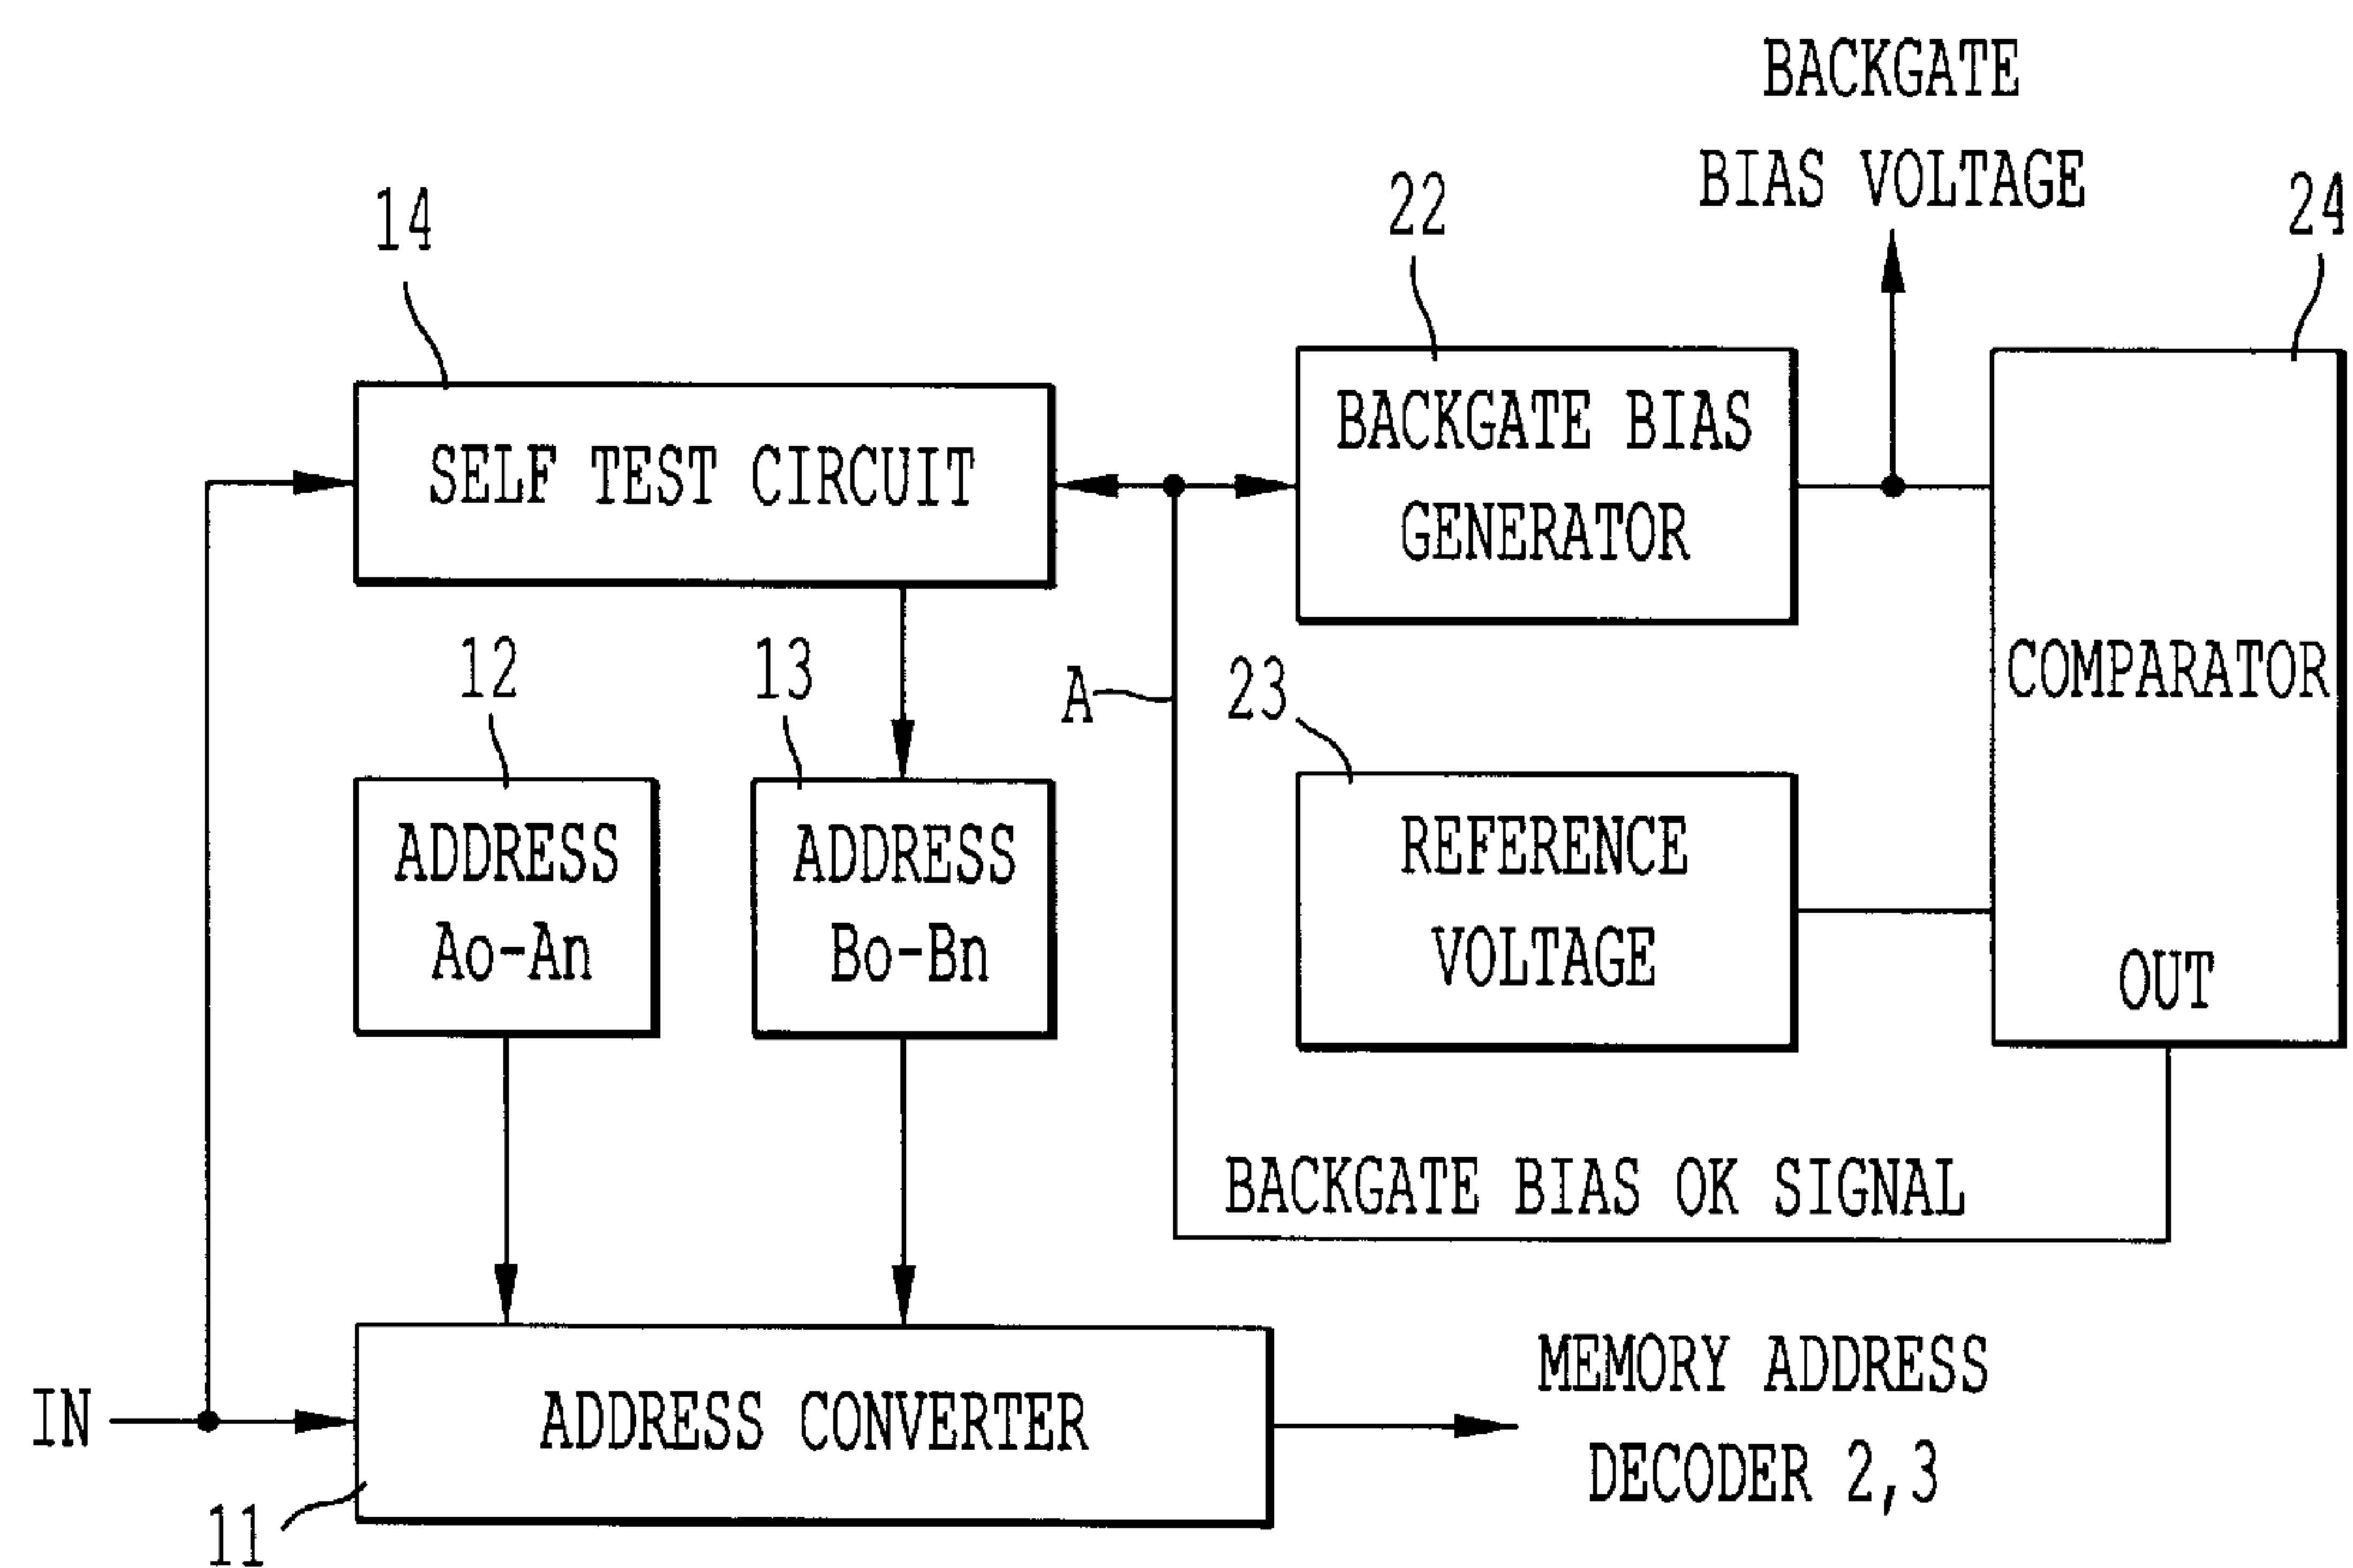 BACKGATE
BIAS VOLTAGE
14
22
24
SELF TEST CIRCUIT
BACKGATE BIAS
GENERATOR
COMPARATOR
OUT
12
13
A
23
ADDRESS
Ao-An
ADDRESS
Bo-Bn
REFERENCE
VOLTAGE
BACKGATE BIAS OK SIGNAL
IN
ADDRESS CONVERTER
11
MEMORY ADDRESS
DECODER 2,3